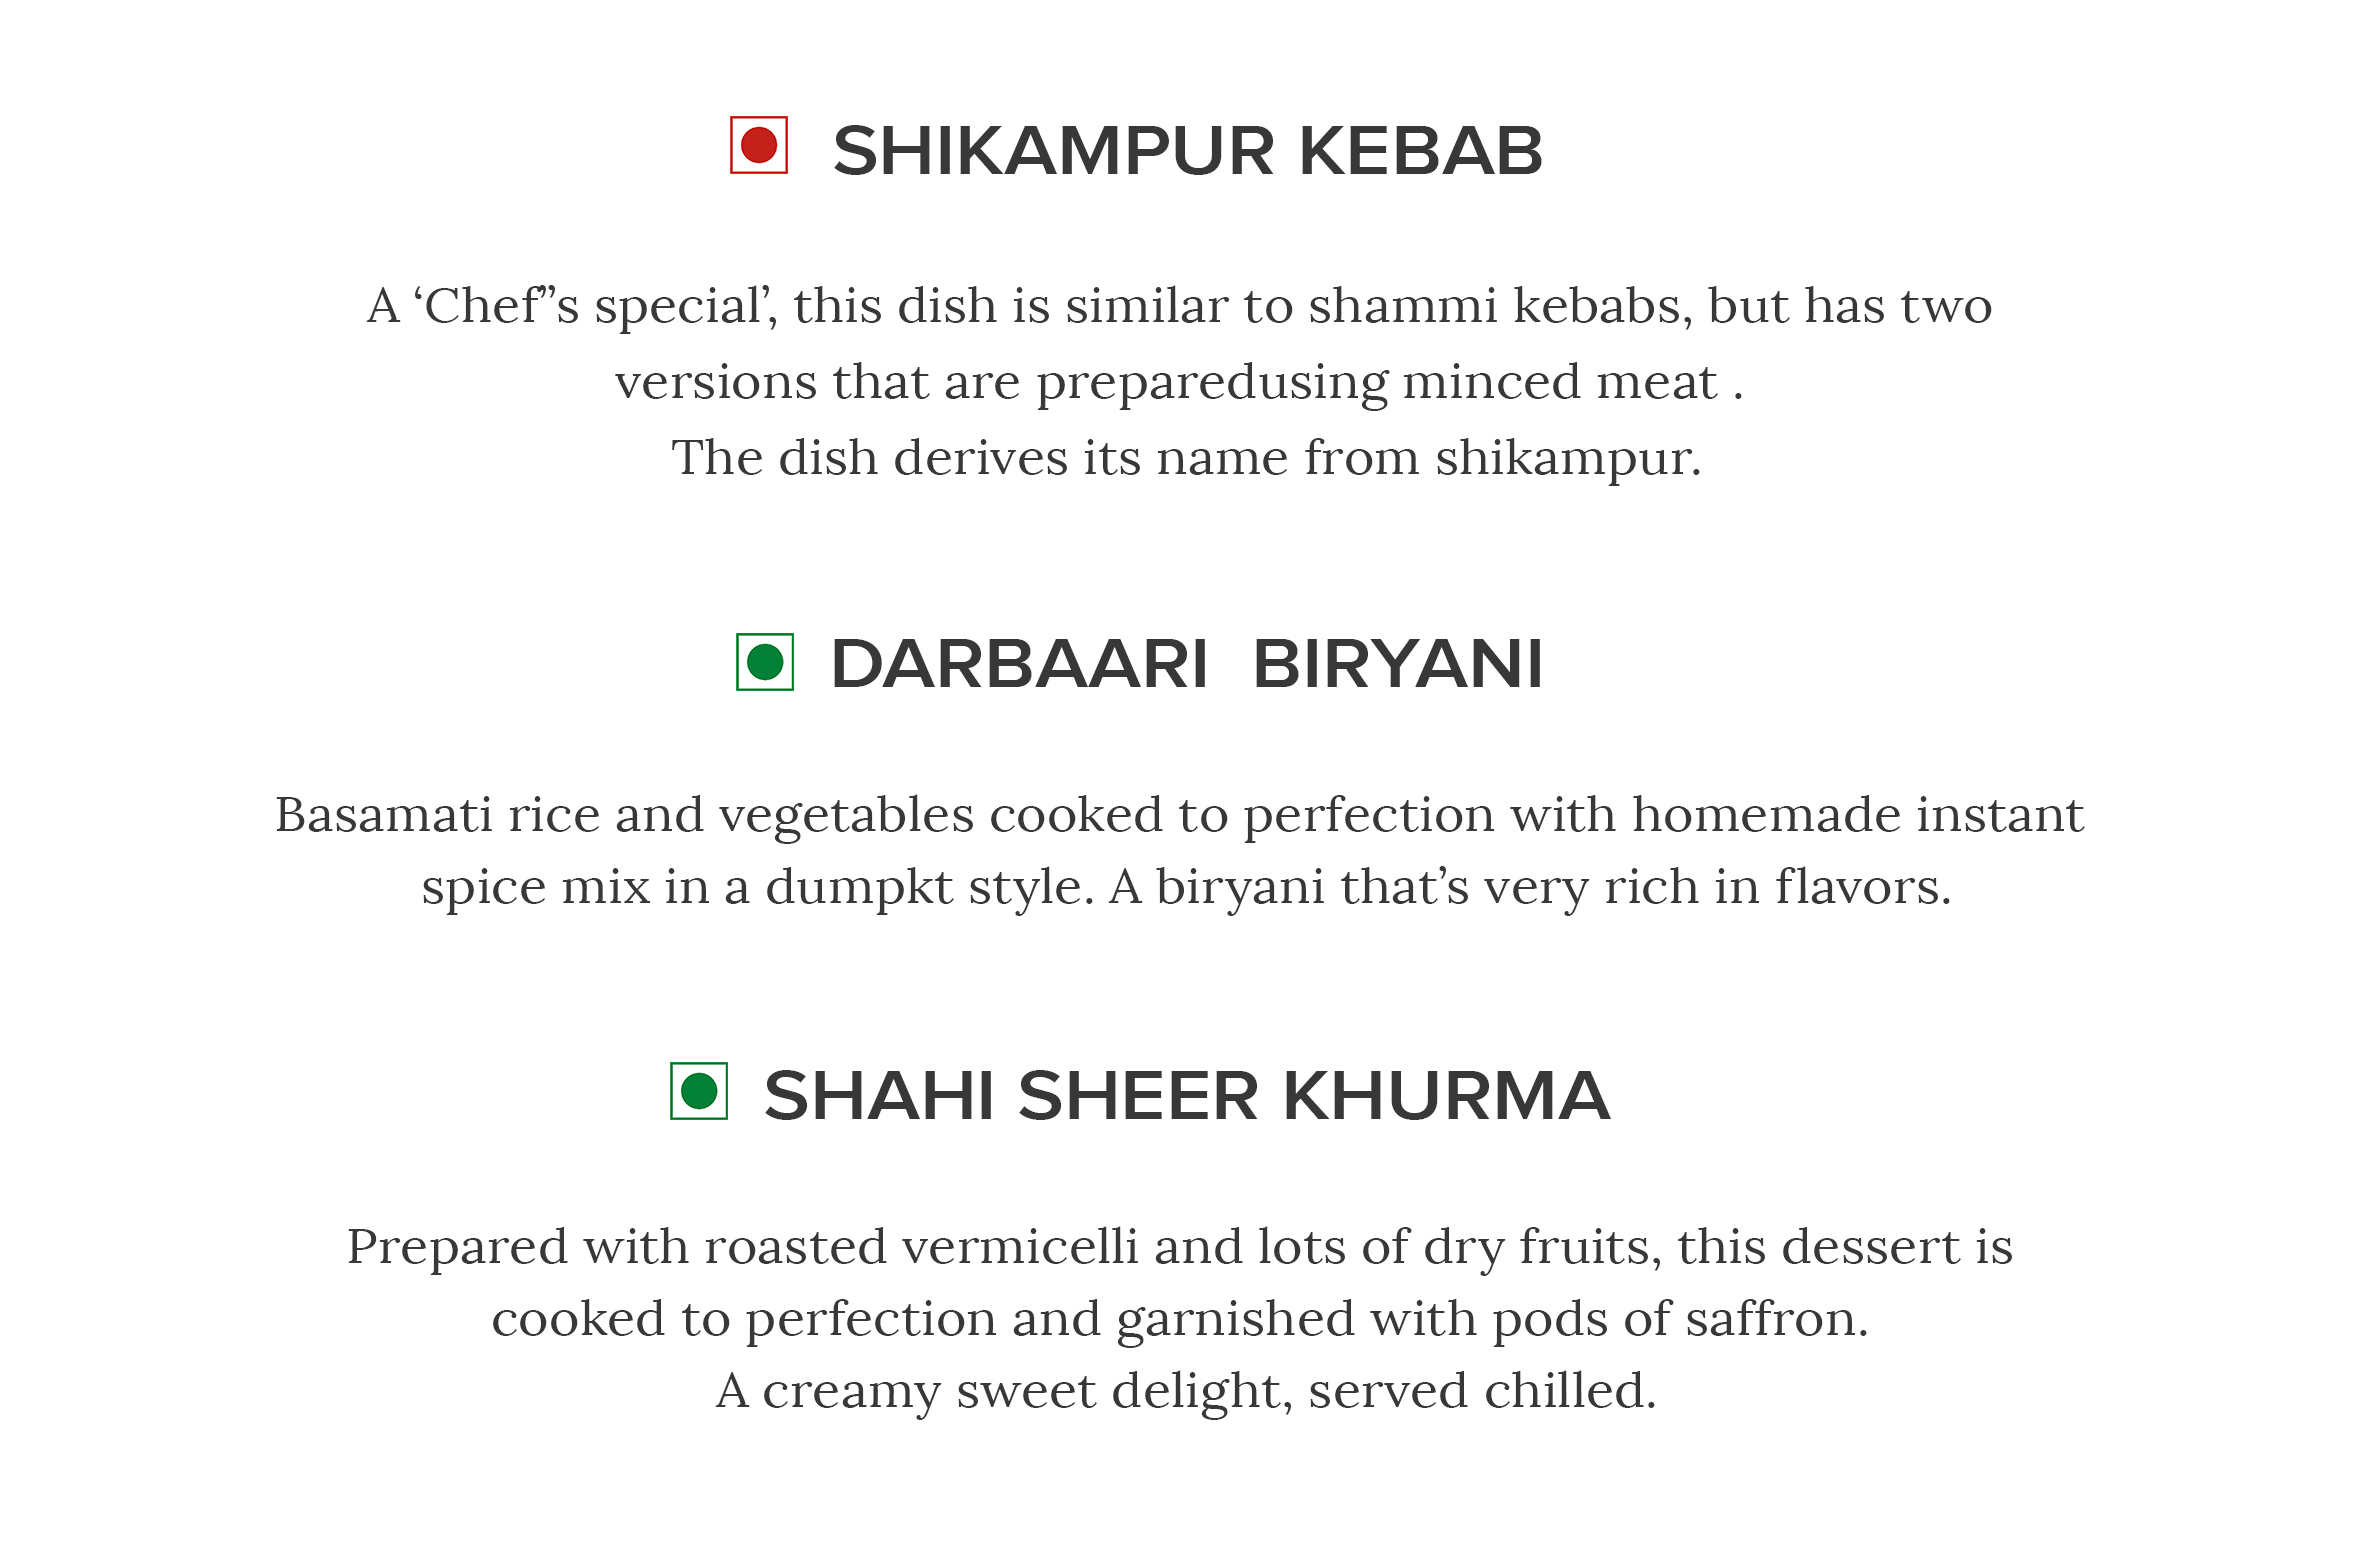 SHIKAMPUR KEBAB
A ‘Chef’’s special’, this dish is similar to shammi kebabs, but has two
versions that are preparedusing minced meat .
The dish derives its name from shikampur.
DARBAARI  BIRYANI
Basamati rice and vegetables cooked to perfection with homemade instant
spice mix in a dumpkt style. A biryani that’s very rich in flavors.
SHAHI SHEER KHURMA
Prepared with roasted vermicelli and lots of dry fruits, this dessert is
cooked to perfection and garnished with pods of saffron.
A creamy sweet delight, served chilled.